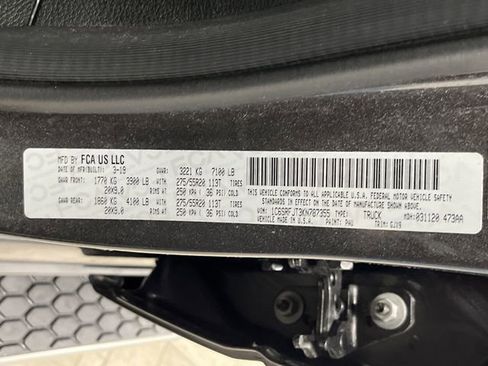 MFD BY FCA US LLC
DATE OF MFR(BUILT): 3-19 GVWR: 3221 KG 7100 LB
GAWR FRONT: 1770 KG 3900 LB WITH 275/55R20 113T TIRES
20X9.0 RIMS AT 250 KPA( 36 PSI) COLD
GAWR REAR: 1860 KG 4100 LB WITH 275/55R20 113T TIRES
20X9.0 RIMS AT 250 KPA( 36 PSI) COLD
THIS VEHICLE CONFORMS TO ALL APPLICABLE U.S.A. FEDERAL MOTOR VEHICLE SAFETY
STANDARDS IN EFFECT ON THE DATE OF MANUFACTURE SHOWN ABOVE.
VIN: 1C6SRFJT3KN787355 TYPE: TRUCK MDH: 031120 473AA
VEHICLE MADE IN U.S.A. PAINT: PAU TRIM: GJV9